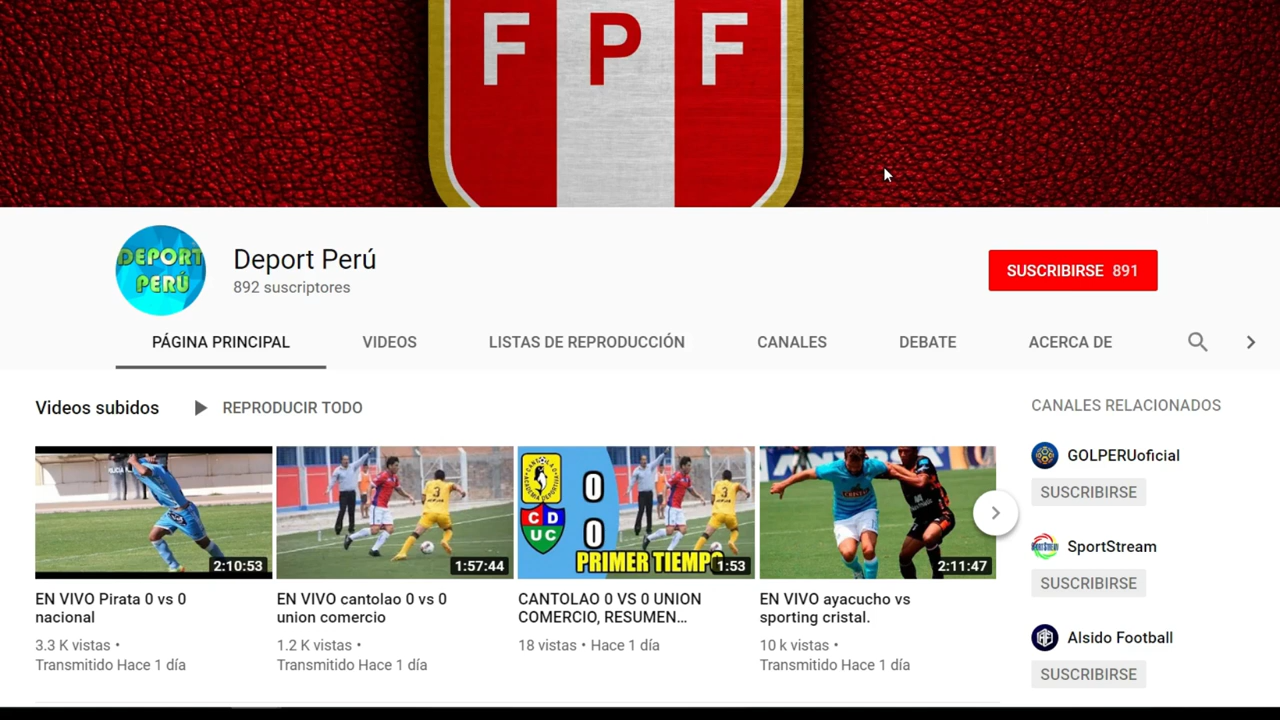 FPF
DEPORT
PERÚ
Deport Perú
892 suscriptores
SUSCRIBIRSE 891
PÁGINA PRINCIPAL
VIDEOS
LISTAS DE REPRODUCCIÓN
CANALES
DEBATE
ACERCA DE
Videos subidos
REPRODUCIR TODO
2:10:53
EN VIVO Pirata 0 vs 0
nacional
3.3 K vistas •
Transmitido Hace 1 día
3
1:57:44
EN VIVO cantolao 0 vs 0
union comercio
1.2 K vistas •
Transmitido Hace 1 día
0
CD
UC
0
PRIMER TIEMPO
3
1:53
CANTOLAO 0 VS 0 UNION
COMERCIO, RESUMEN...
18 vistas • Hace 1 día
2:11:47
EN VIVO ayacucho vs
sporting cristal.
10 k vistas •
Transmitido Hace 1 día
CANALES RELACIONADOS
GOLPERUoficial
SUSCRIBIRSE
SportStream
SUSCRIBIRSE
Alsido Football
SUSCRIBIRSE